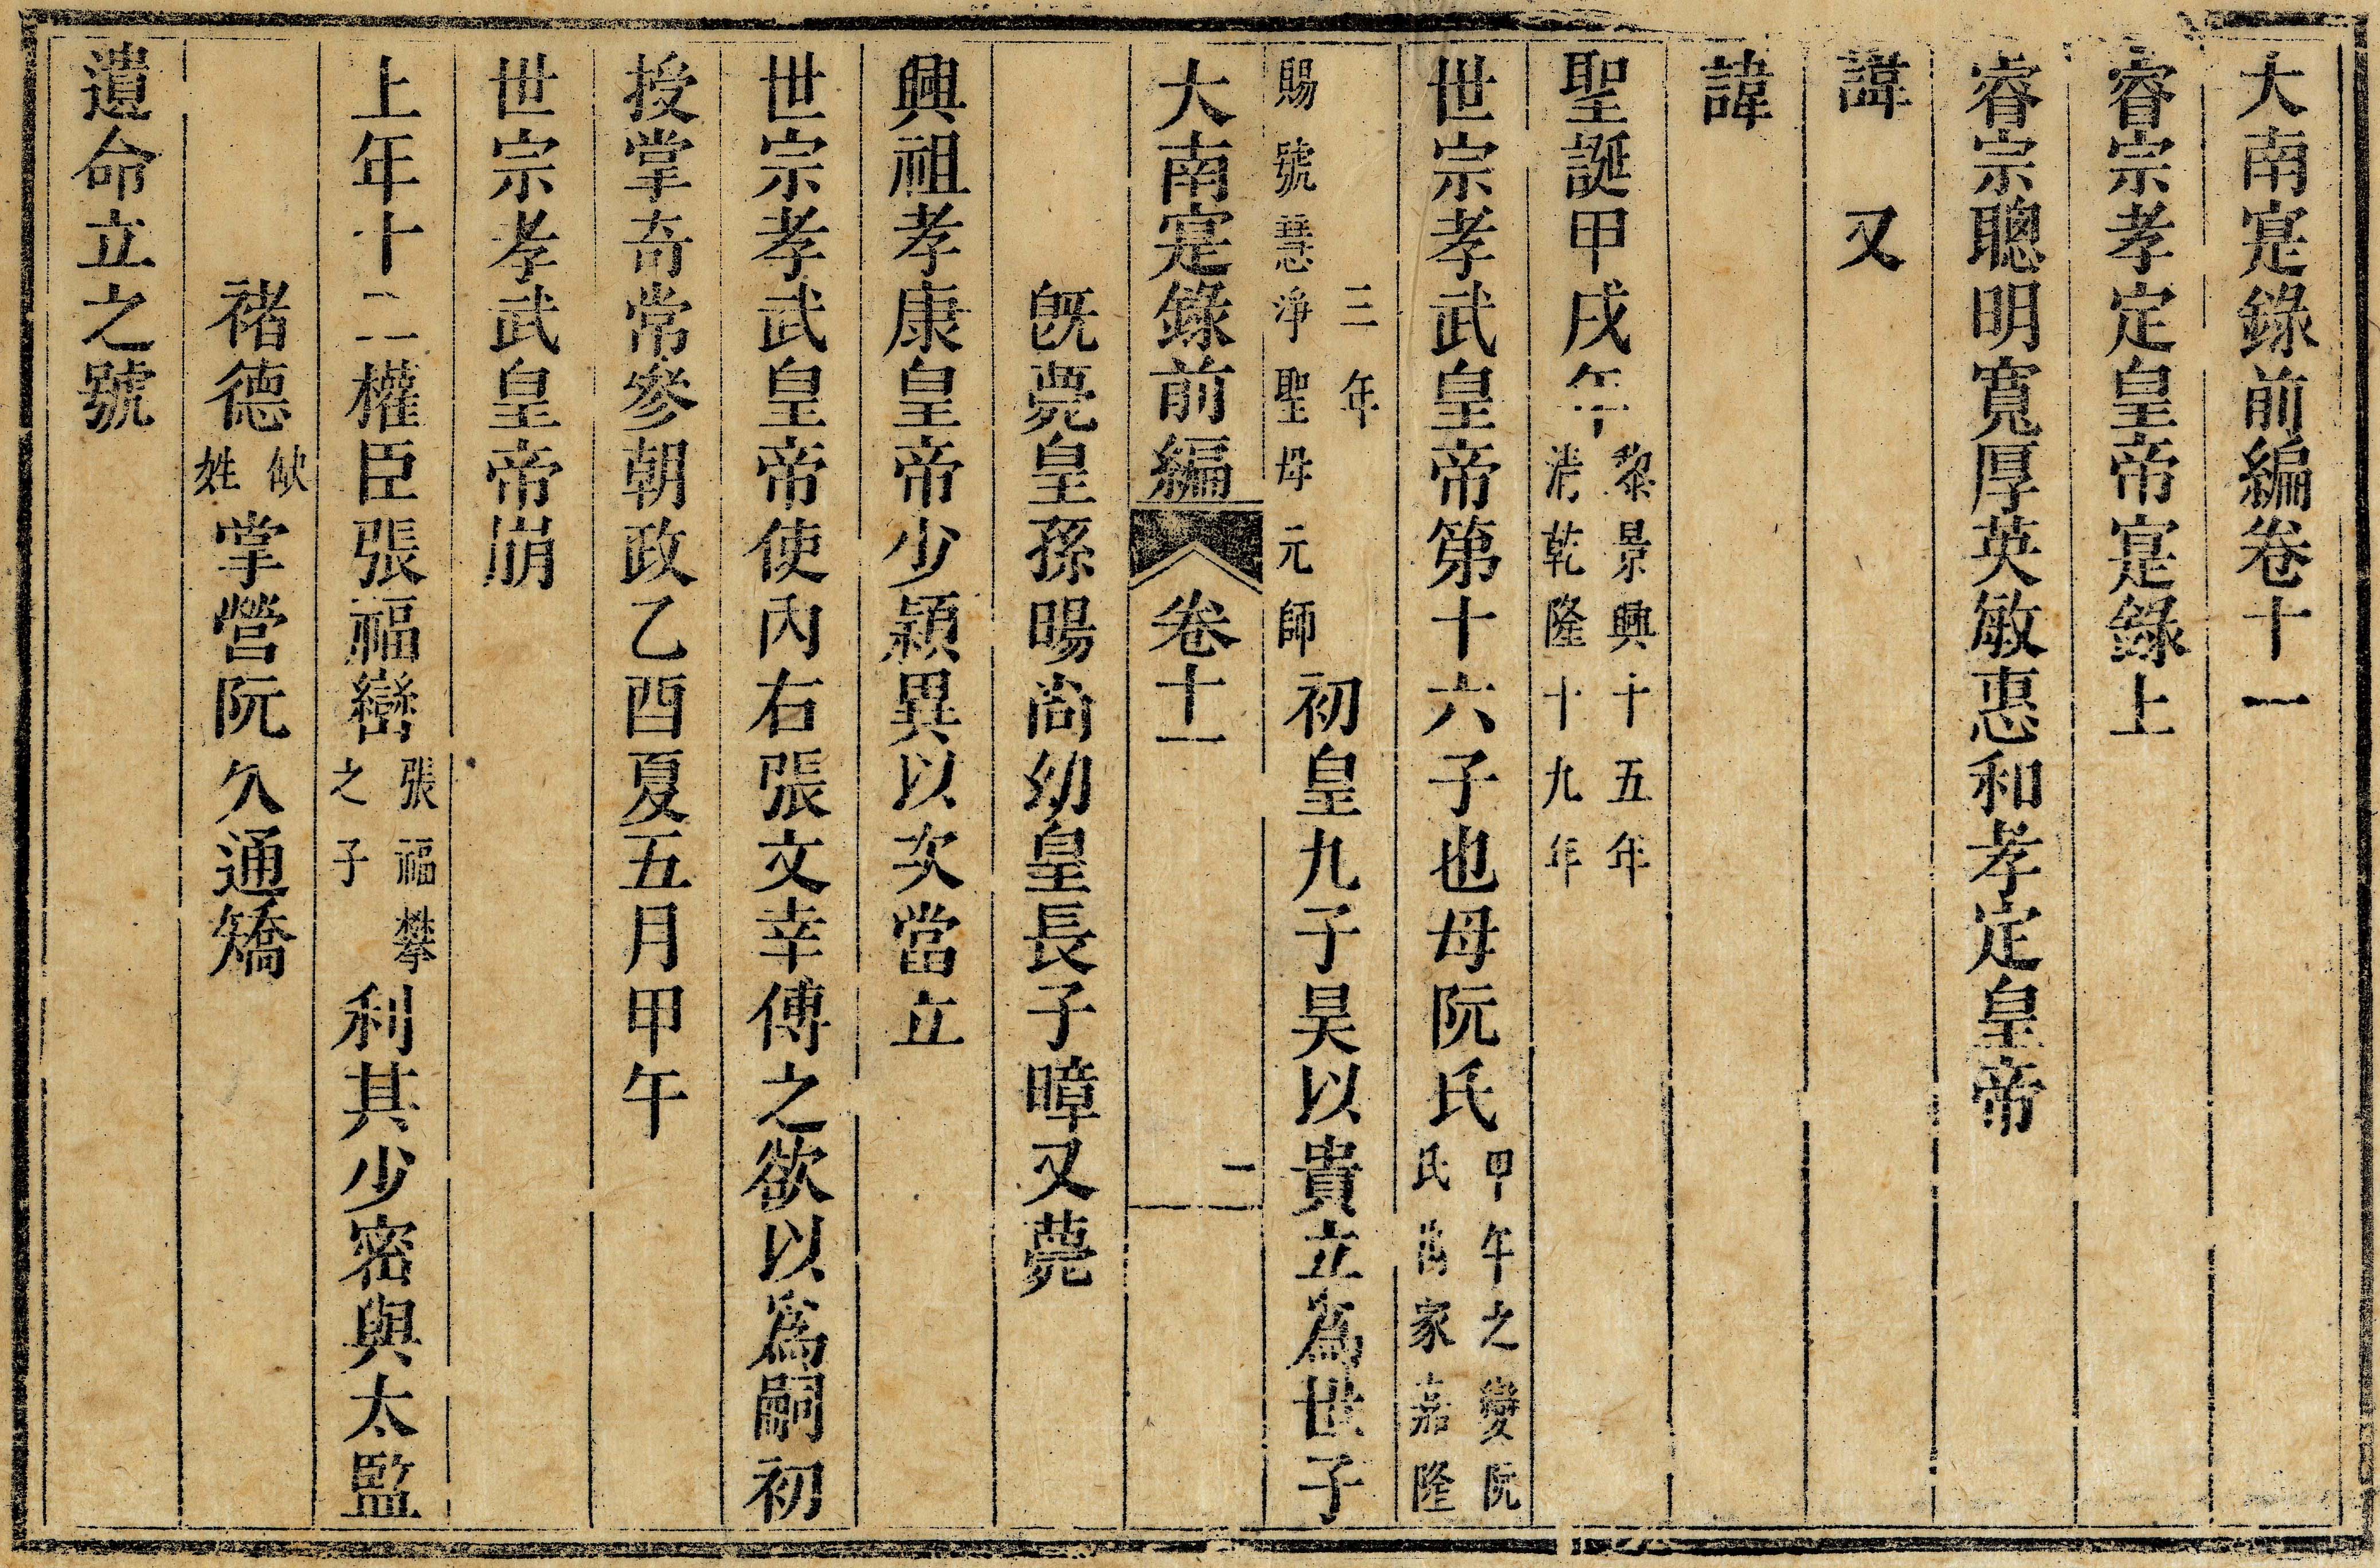 大南寔錄前編卷十一
睿宗孝定皇帝寔錄上
睿宗聰明寬厚英敏惠和孝定皇帝
諱　又
諱
聖誕甲戌年黎景興十五年清乾隆十九年
世宗孝武皇帝第十六子也母阮氏甲午之變阮氏為家嘉隆
三年賜號慧淨聖母元師初皇九子昊以貴立為世子
大南寔錄前編　卷十一　一
旣薨皇孫暘尚幼皇長子暲又薨
興祖孝康皇帝少穎異以次當立
世宗孝武皇帝使內右張文幸傅之欲以為嗣初
授掌奇常參朝政乙酉夏五月甲午
世宗孝武皇帝崩
上年十二權臣張福巒張福攀之子利其少密與太監
褚德缺姓掌營阮久通矯
遺命立之號